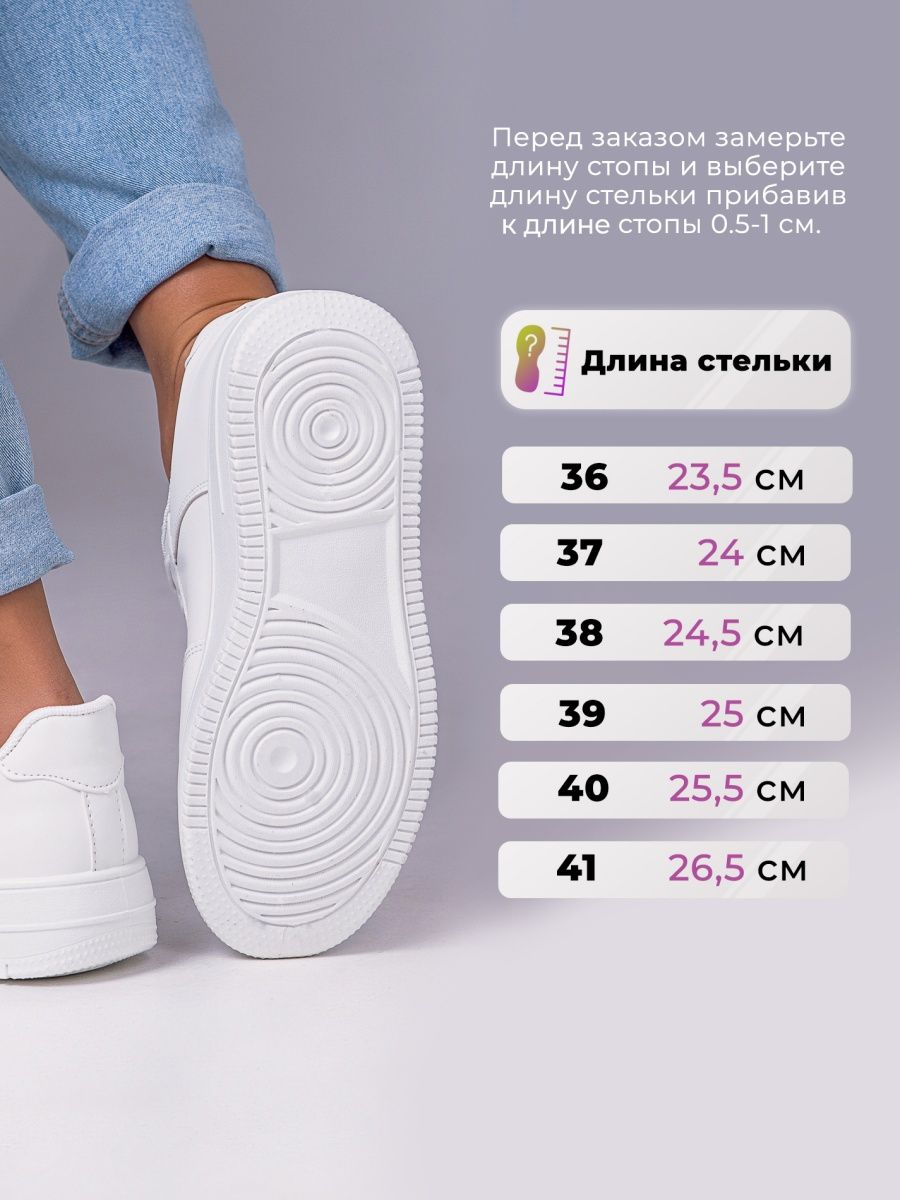 Перед заказом замерьте
длину стопы и выберите
длину стельки прибавив
к длине стопы 0.5-1 см.
?
Длина стельки
36 23,5 см
37 24 см
38 24,5 см
39 25 см
40 25,5 см
41 26,5 см